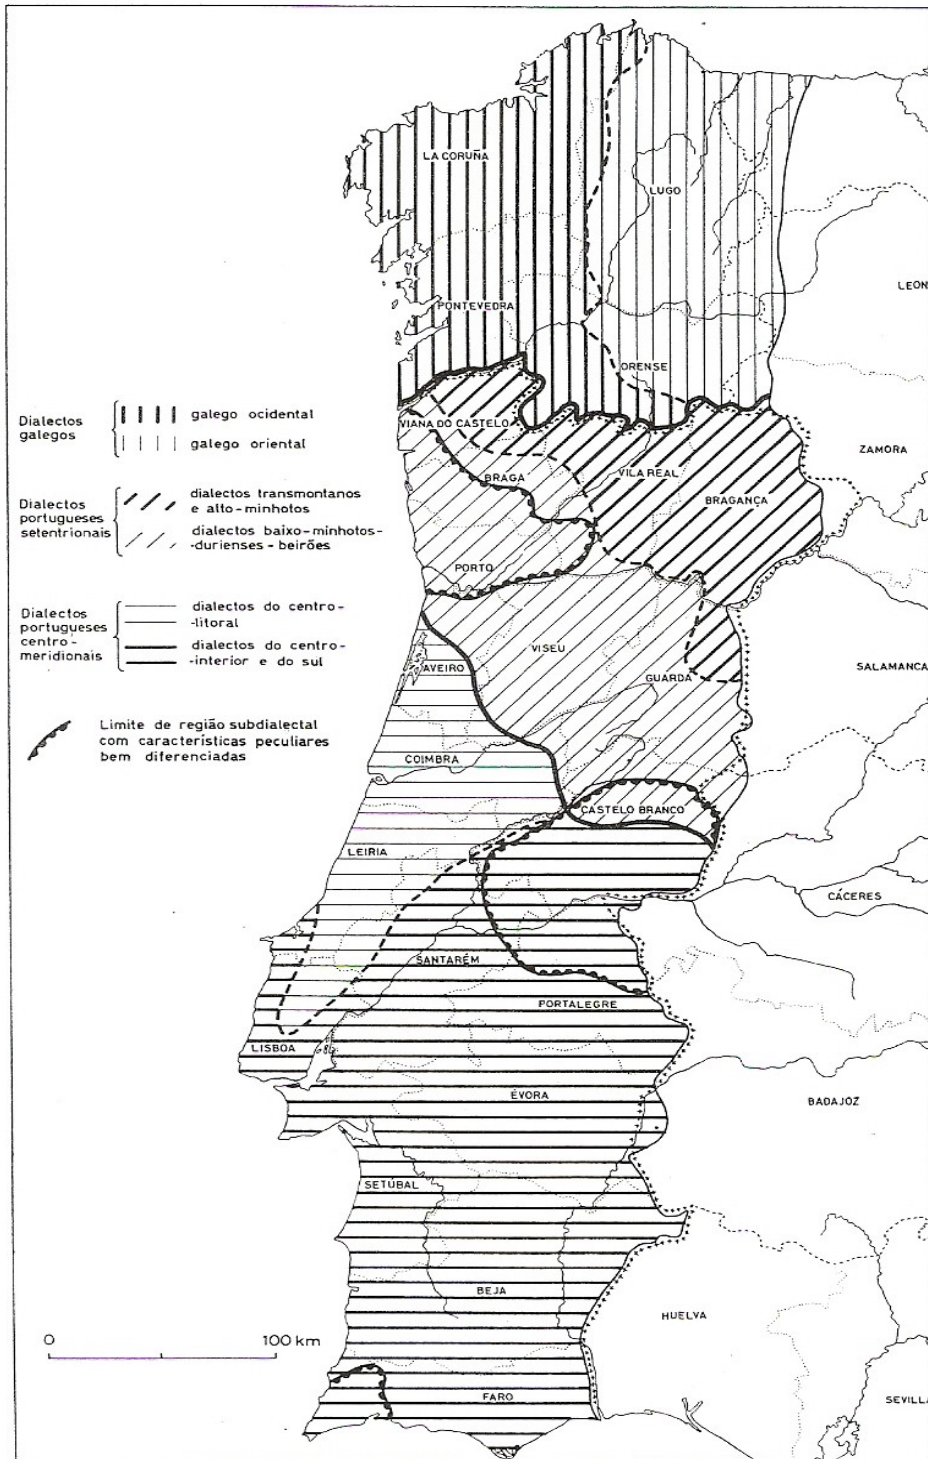 LA CORUÑA
LUGO
LEON
PONTEVEDRA
ORENSE
Dialectos
galegos
galego ocidental
galego oriental
VIANA DO CASTELO
ZAMORA
BRAGA
VILA REAL
BRAGANÇA
Dialectos
portugueses
setentrionais
dialectos transmontanos
e alto-minhotos
dialectos baixo-minhotos-
-durienses-beirões
PORTO
Dialectos
portugueses
centro-
meridionais
dialectos do centro-
-litoral
dialectos do centro-
-interior e do sul
VISEU
AVEIRO
GUARDA
SALAMANCA
Limite de região subdialectal
com características peculiares
bem diferenciadas
COIMBRA
CASTELO BRANCO
LEIRIA
CÁCERES
SANTARÉM
PORTALEGRE
LISBOA
ÉVORA
BADAJOZ
SETÚBAL
BEJA
HUELVA
0 100 km
FARO
SEVILLA